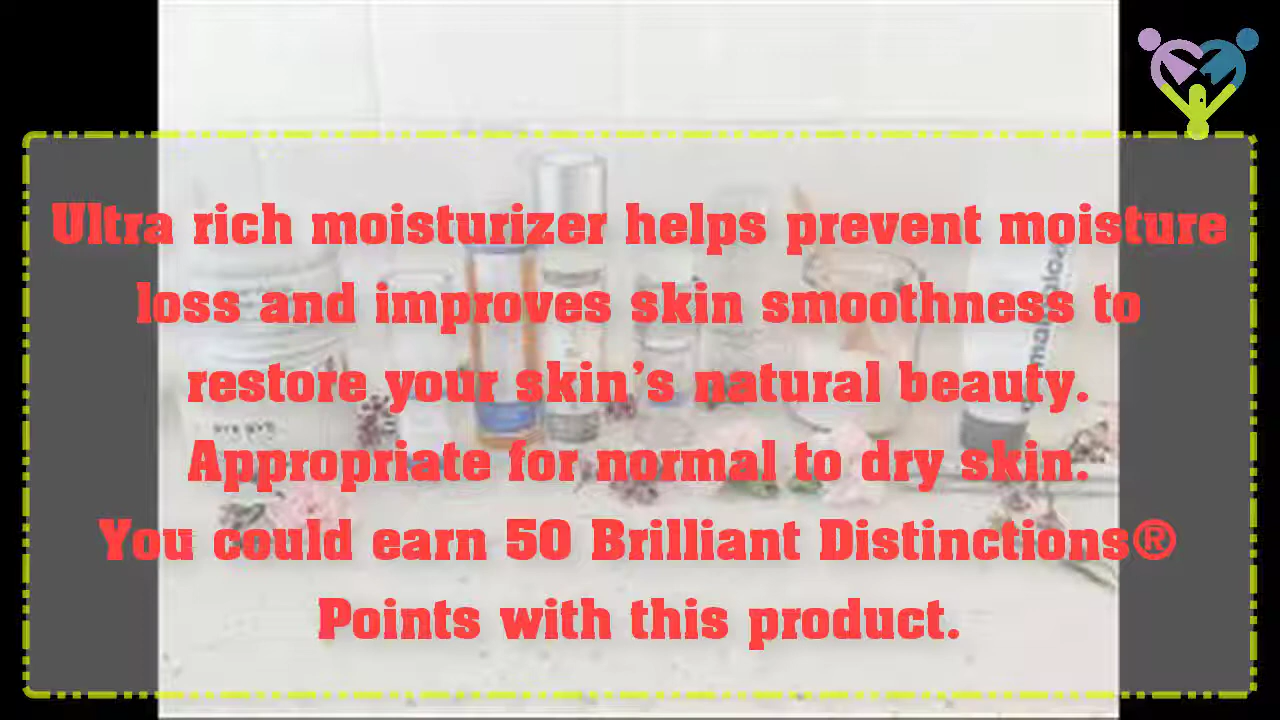 Ultra rich moisturizer helps prevent moisture
loss and improves skin smoothness to
restore your skin's natural beauty.
Appropriate for normal to dry skin.
You could earn 50 Brilliant Distinctions®
Points with this product.